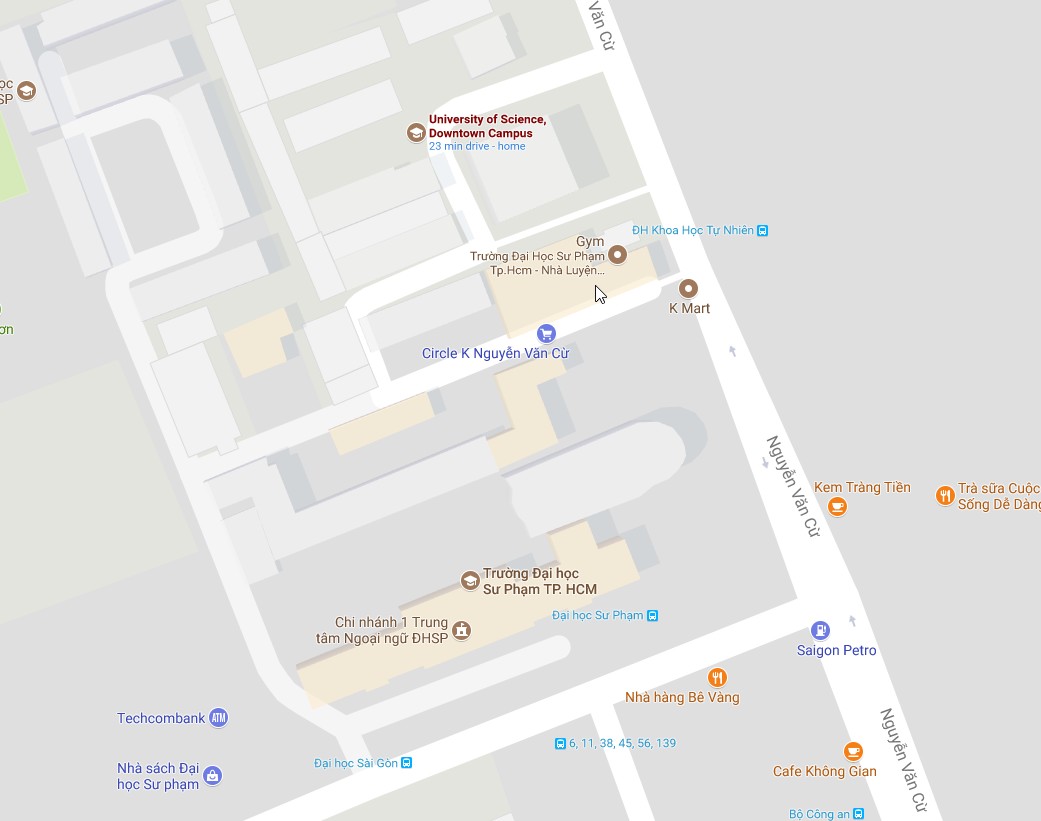 Văn Cừ
ọc
SP
University of Science,
Downtown Campus
23 min drive - home
ĐH Khoa Học Tự Nhiên
Gym
Trường Đại Học Sư Phạm
Tp.Hcm - Nhà Luyện...
K Mart
ơn
Circle K Nguyễn Văn Cừ
Nguyễn Văn Cừ
Kem Tràng Tiền
Trà sữa Cuộc
Sống Dễ Dàng
Trường Đại học
Sư Phạm TP. HCM
Đại học Sư Phạm
Chi nhánh 1 Trung
tâm Ngoại ngữ ĐHSP
Saigon Petro
Nhà hàng Bê Vàng
Techcombank ATM
Nguyễn Văn Cừ
6, 11, 38, 45, 56, 139
Đại học Sài Gòn
Nhà sách Đại
học Sư phạm
Cafe Không Gian
Bộ Công an